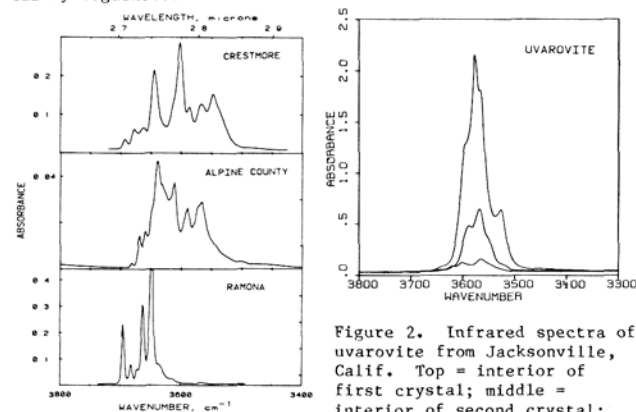 WAVELENGTH, microns
2 7
2 8
2 9
CRESTMORE
0 2
0 1
ALPINE COUNTY
0 04
ABSORBANCE
RAMONA
0 4
0 3
0 2
0 1
3800
3600
3400
WAVENUMBER, cm⁻¹
UVAROVITE
2.5
2.0
1.5
1.0
.5
.0
ABSORBANCE
3800
3700
3600
3500
3400
3300
WAVENUMBER
Figure 2. Infrared spectra of
uvarovite from Jacksonville,
Calif. Top = interior of
first crystal; middle =
interior of second crystal;